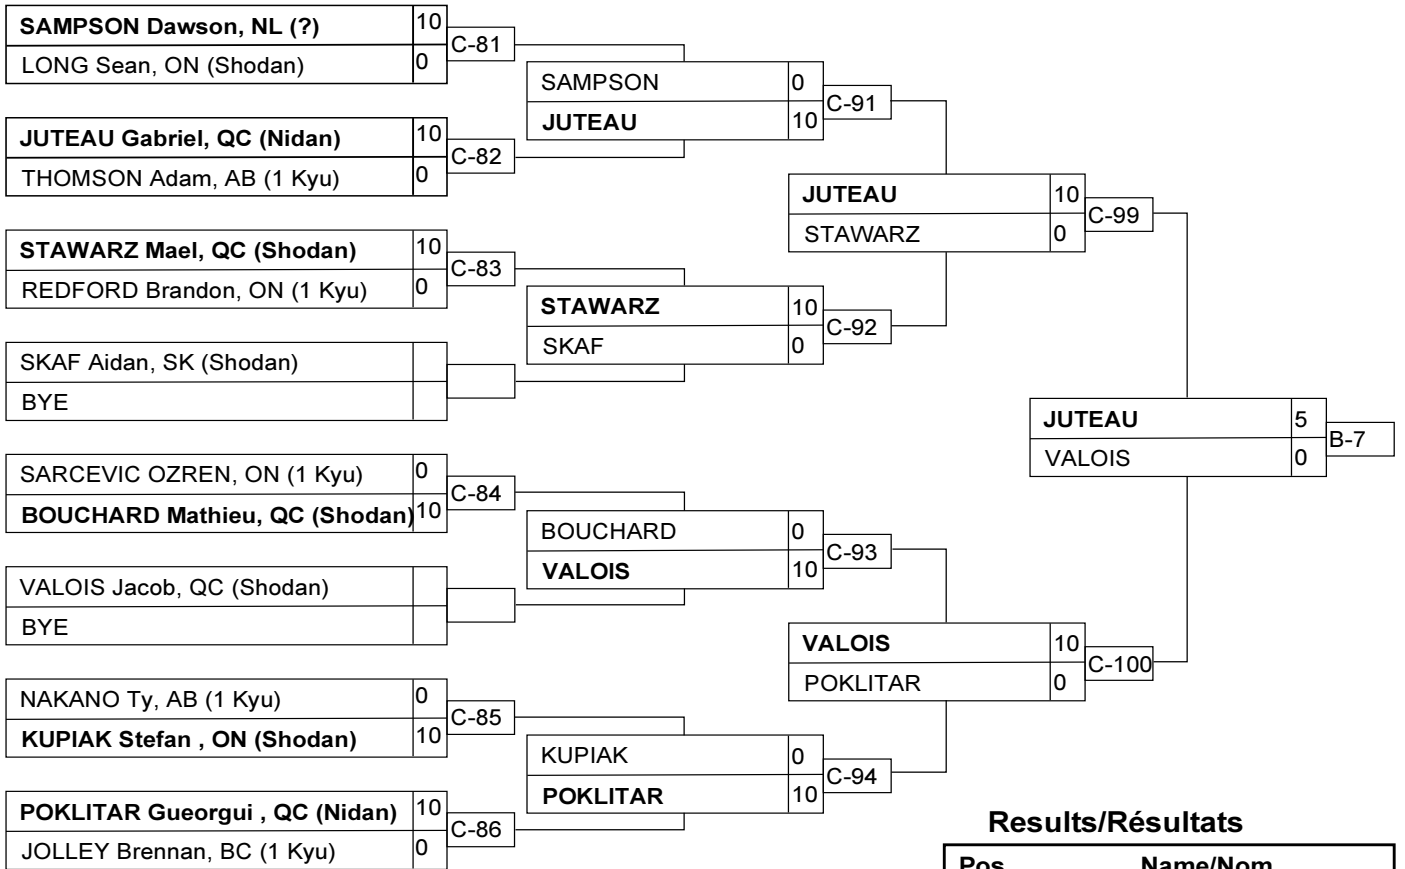 SAMPSON Dawson, NL (?) 10
LONG Sean, ON (Shodan) 0
C-81
JUTEAU Gabriel, QC (Nidan) 10
THOMSON Adam, AB (1 Kyu) 0
C-82
STAWARZ Mael, QC (Shodan) 10
REDFORD Brandon, ON (1 Kyu) 0
C-83
SKAF Aidan, SK (Shodan)
BYE
SARCEVIC OZREN, ON (1 Kyu) 0
BOUCHARD Mathieu, QC (Shodan) 10
C-84
VALOIS Jacob, QC (Shodan)
BYE
NAKANO Ty, AB (1 Kyu) 0
KUPIAK Stefan , ON (Shodan) 10
C-85
POKLITAR Gueorgui , QC (Nidan) 10
JOLLEY Brennan, BC (1 Kyu) 0
C-86
SAMPSON 0
JUTEAU 10
C-91
STAWARZ 10
SKAF 0
C-92
BOUCHARD 0
VALOIS 10
C-93
KUPIAK 0
POKLITAR 10
C-94
JUTEAU 10
STAWARZ 0
C-99
VALOIS 10
POKLITAR 0
C-100
JUTEAU 5
VALOIS 0
B-7
Results/Résultats
Pos Name/Nom